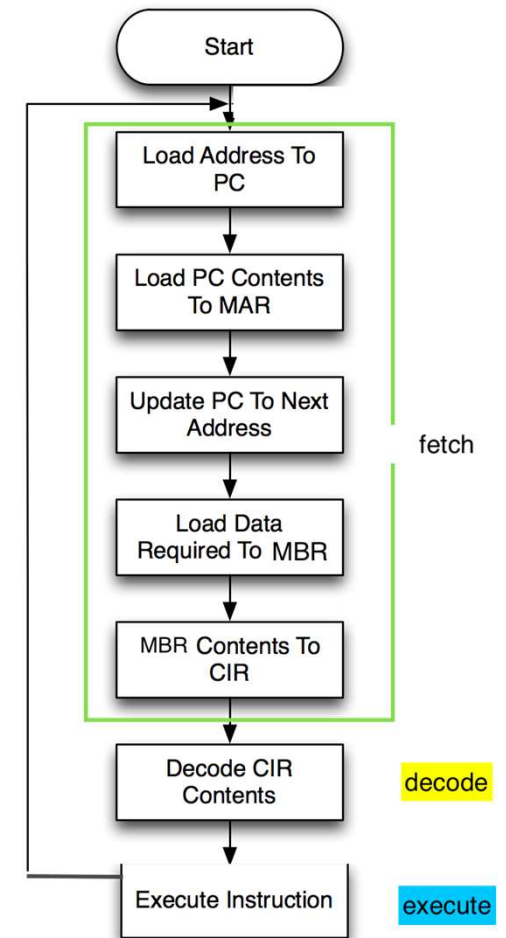 Start
Load Address To
PC
Load PC Contents
To MAR
Update PC To Next
Address
fetch
Load Data
Required To MBR
MBR Contents To
CIR
Decode CIR
Contents
decode
Execute Instruction
execute